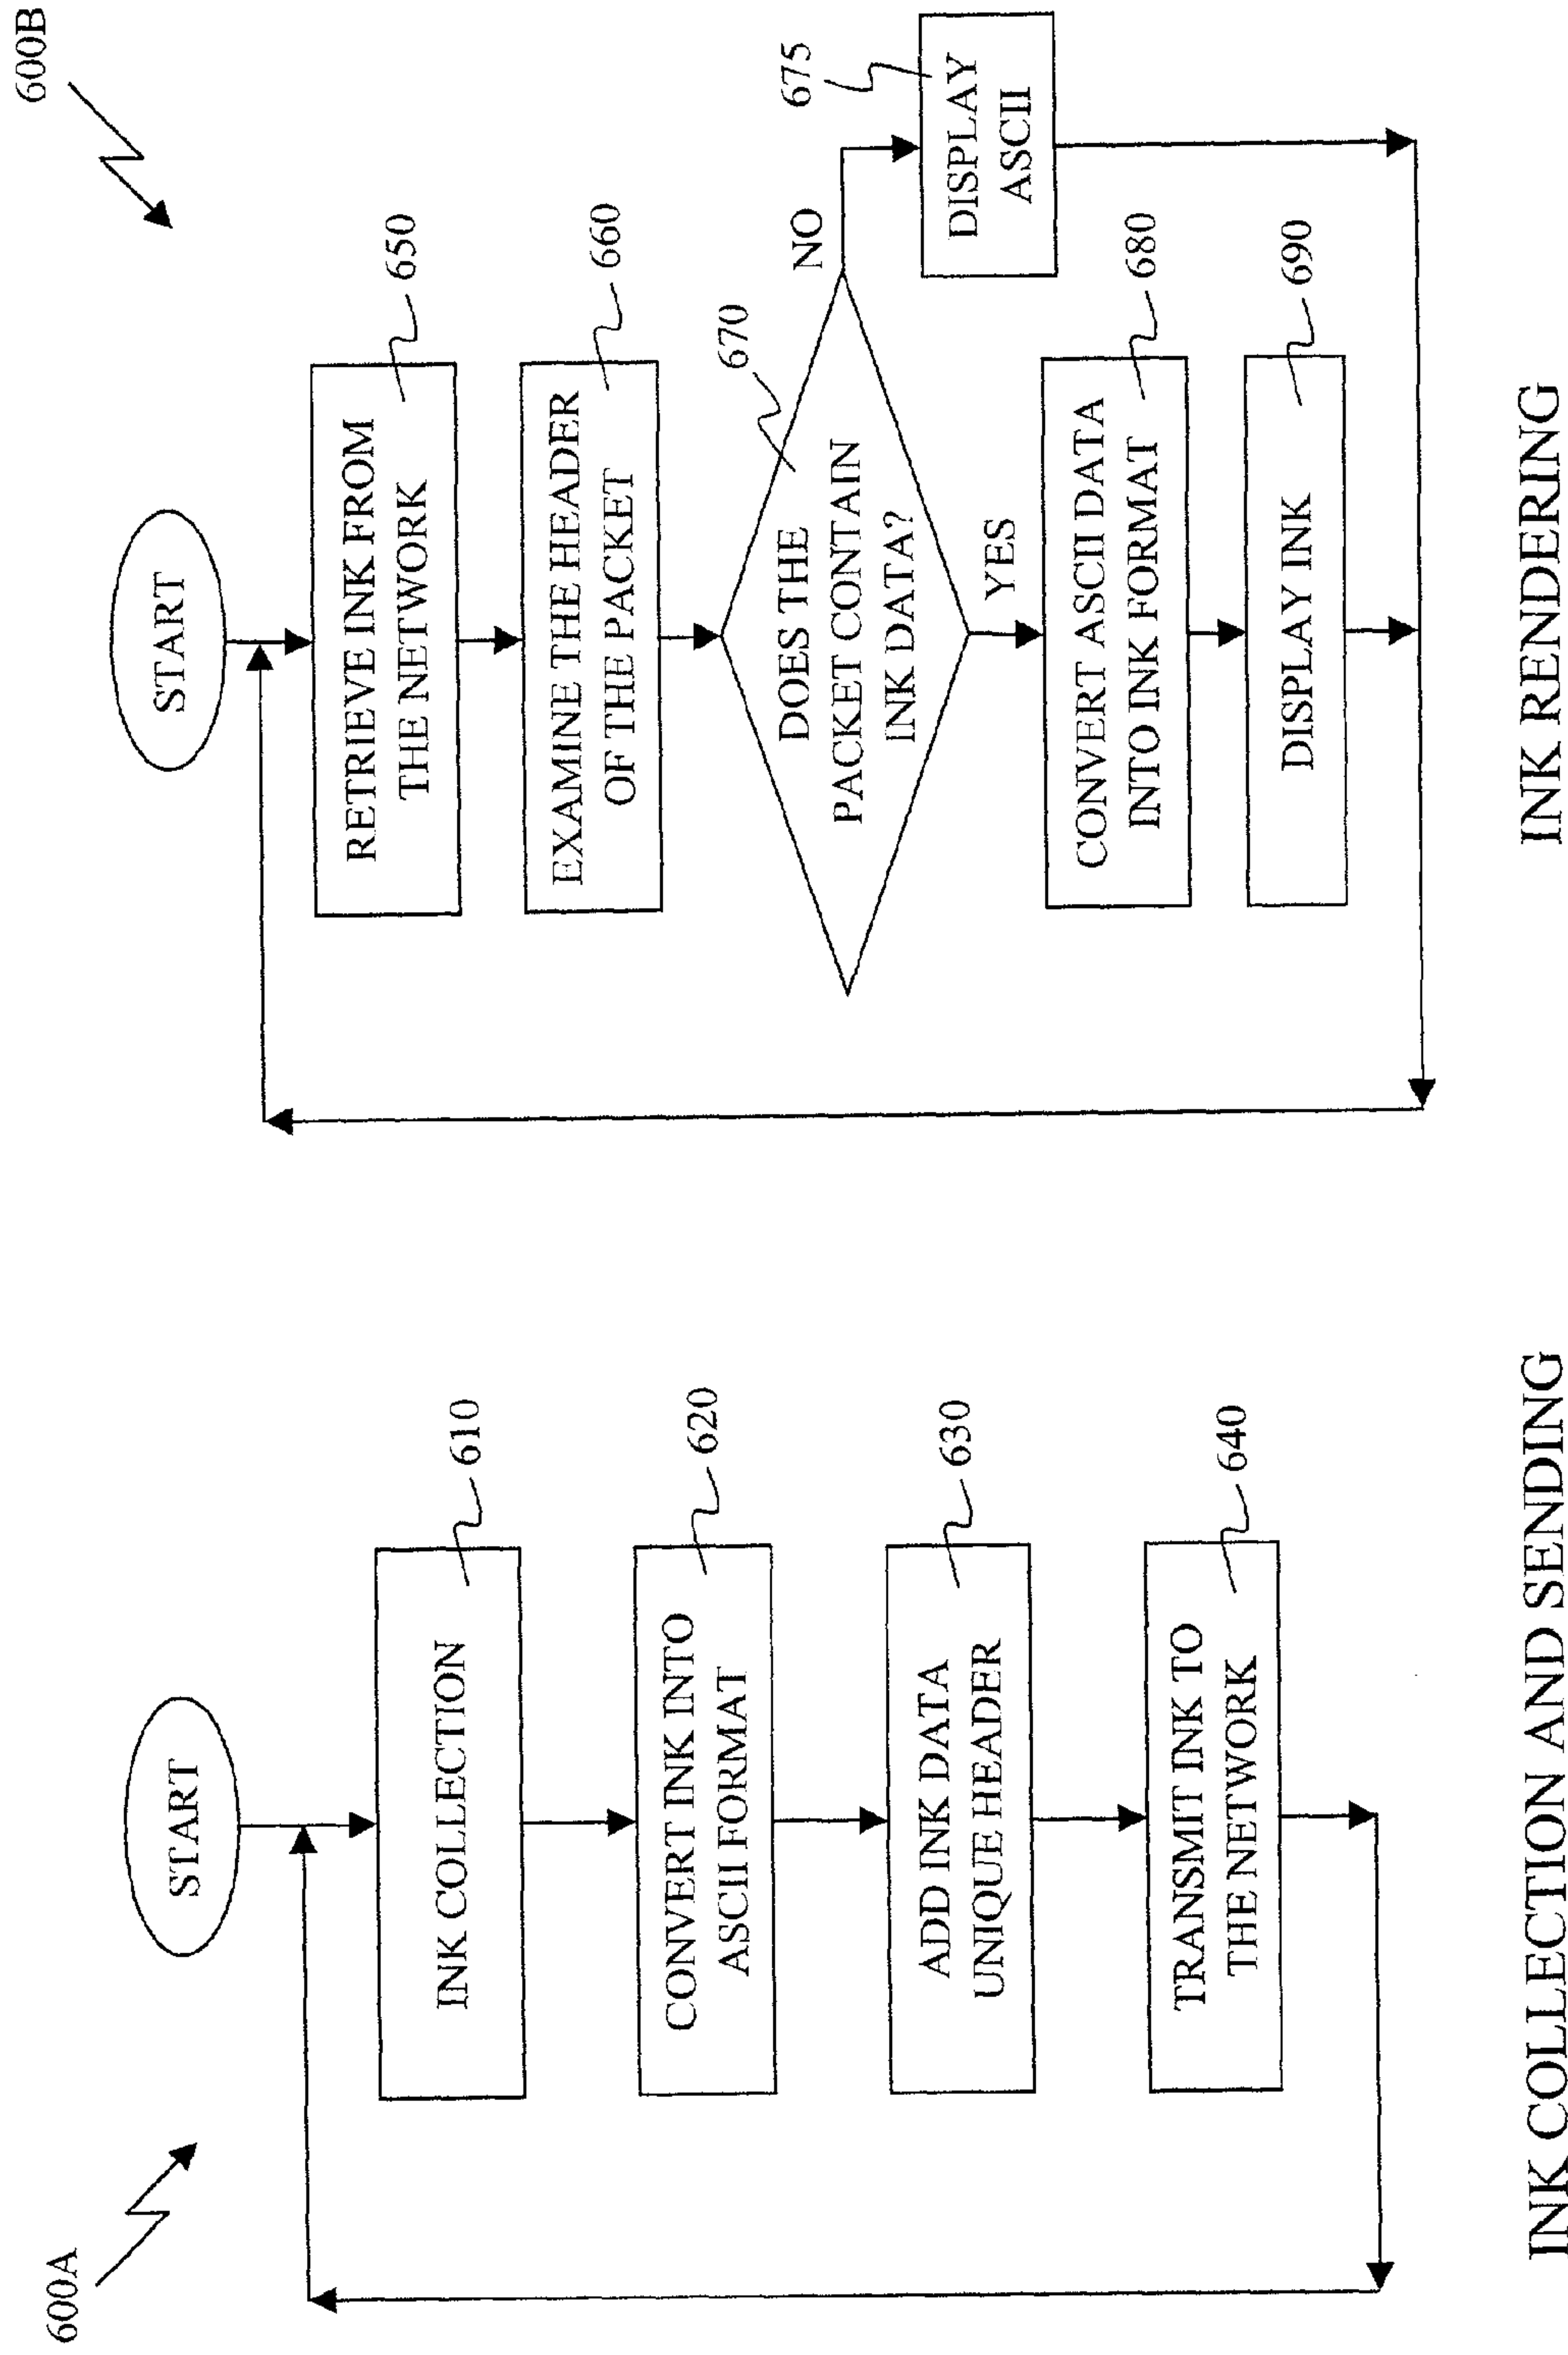 600A
START
INK COLLECTION
610
CONVERT INK INTO
ASCII FORMAT
620
ADD INK DATA
UNIQUE HEADER
630
TRANSMIT INK TO
THE NETWORK
640
INK COLLECTION AND SENDING
600B
START
RETRIEVE INK FROM
THE NETWORK
650
EXAMINE THE HEADER
OF THE PACKET
660
DOES THE
PACKET CONTAIN
INK DATA?
670
NO
DISPLAY
ASCII
675
YES
CONVERT ASCII DATA
INTO INK FORMAT
680
DISPLAY INK
690
INK RENDERING